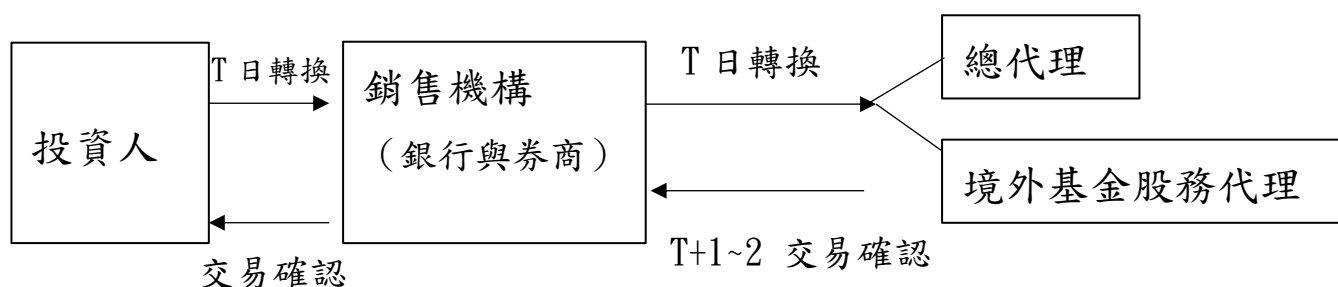 T 日轉換
T 日轉換
總代理
銷售機構
投資人
（銀行與券商）
境外基金股務代理
T+1~2 交易確認
交易確認